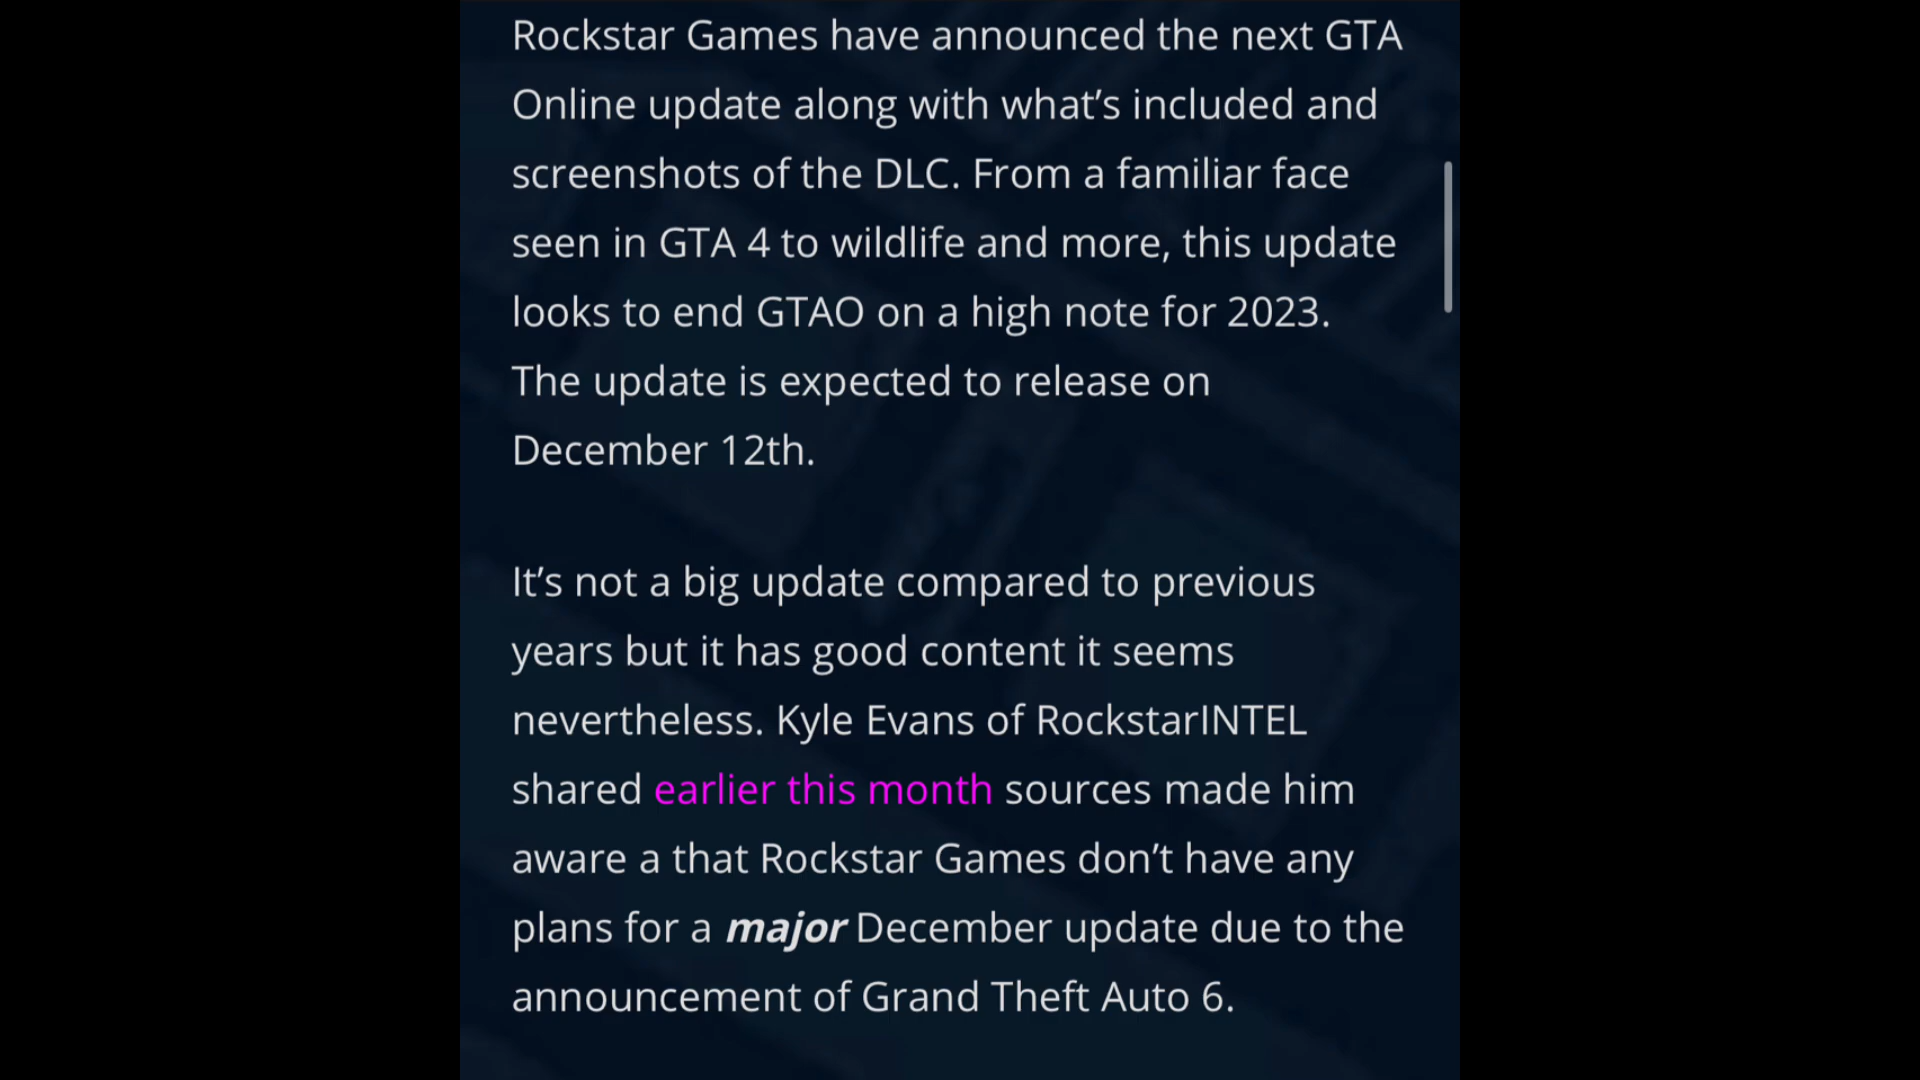 Rockstar Games have announced the next GTA
Online update along with what’s included and
screenshots of the DLC. From a familiar face
seen in GTA 4 to wildlife and more, this update
looks to end GTAO on a high note for 2023.
The update is expected to release on
December 12th.
It’s not a big update compared to previous
years but it has good content it seems
nevertheless. Kyle Evans of RockstarINTEL
shared earlier this month sources made him
aware a that Rockstar Games don’t have any
plans for a major December update due to the
announcement of Grand Theft Auto 6.